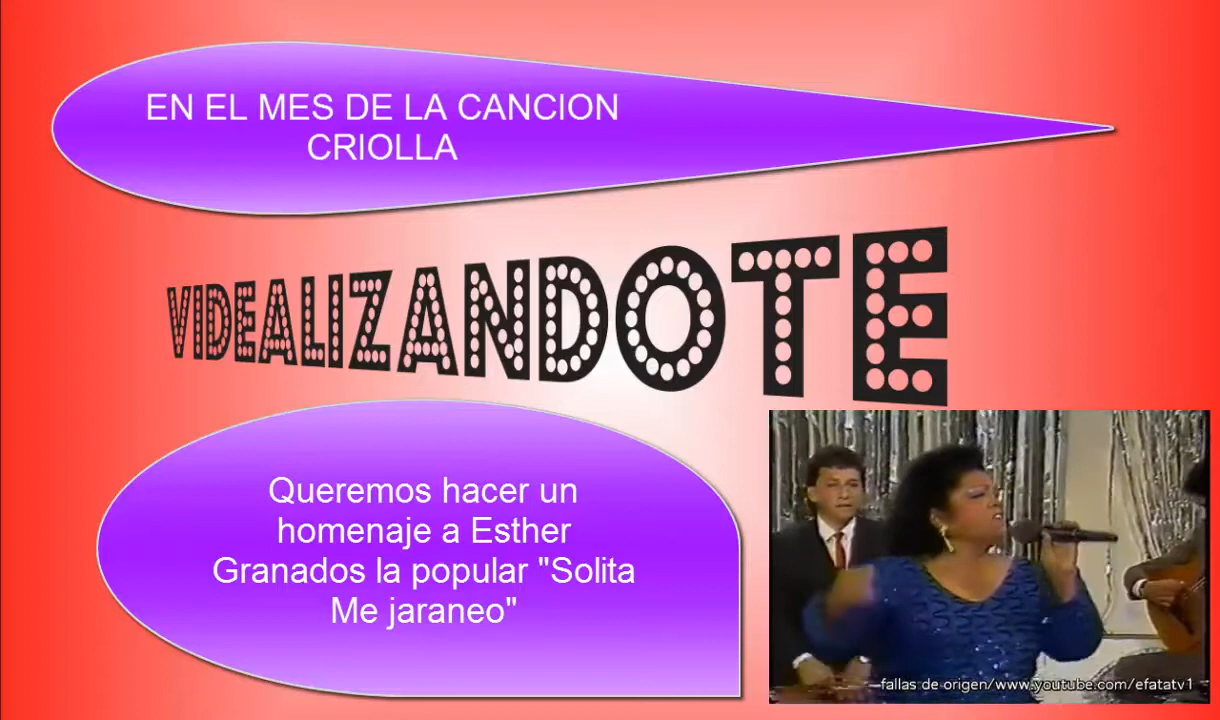 EN EL MES DE LA CANCION
CRIOLLA
VIDEALIZANDOTE
Queremos hacer un
homenaje a Esther
Granados la popular "Solita
Me jaraneo"
fallas de origen/www.youtube.com/efatatv1